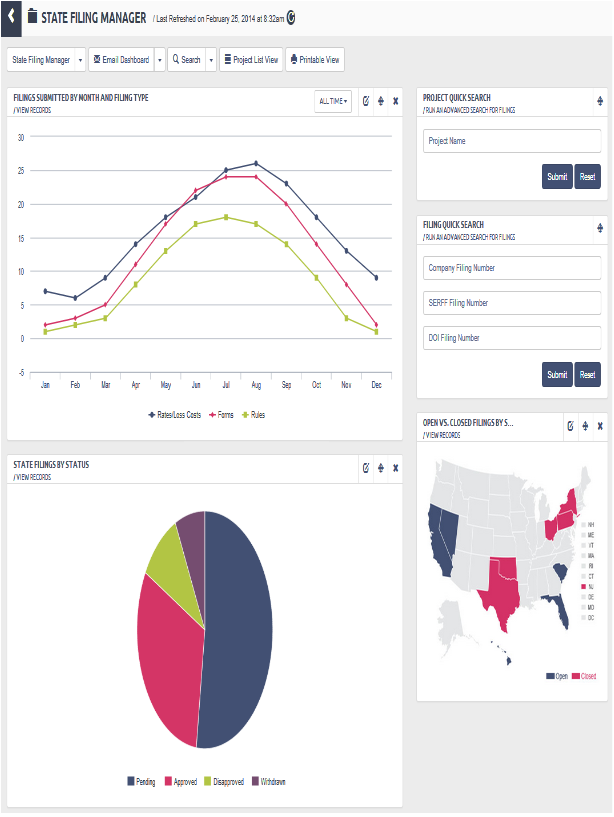 STATE FILING MANAGER / Last Refreshed on February 25, 2014 at 8:32am
State Filing Manager Email Dashboard Search Project List View Printable View
FILINGS SUBMITTED BY MONTH AND FILING TYPE
/ VIEW RECORDS
ALL TIME
30
25
20
15
10
5
0
-5
Jan Feb Mar Apr May Jun Jul Aug Sep Oct Nov Dec
Rates/Loss Costs Forms Rules
STATE FILINGS BY STATUS
/ VIEW RECORDS
Pending Approved Disapproved Withdrawn
PROJECT QUICK SEARCH
/ RUN AN ADVANCED SEARCH FOR FILINGS
Project Name
Submit Reset
FILING QUICK SEARCH
/ RUN AN ADVANCED SEARCH FOR FILINGS
Company Filing Number
SERFF Filing Number
DOI Filing Number
Submit Reset
OPEN VS. CLOSED FILINGS BY S...
/ VIEW RECORDS
NH
ME
VT
MA
RI
CT
NJ
DE
MD
DC
Open Closed